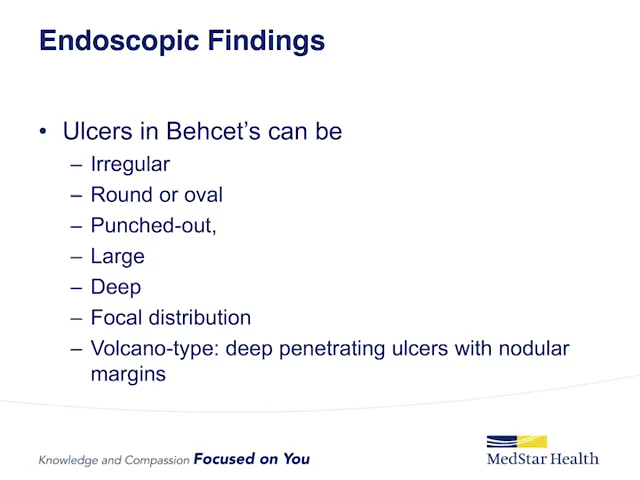 Endoscopic Findings
• Ulcers in Behcet's can be
– Irregular
– Round or oval
– Punched-out,
– Large
– Deep
– Focal distribution
– Volcano-type: deep penetrating ulcers with nodular
margins
Knowledge and Compassion Focused on You
MedStar Health